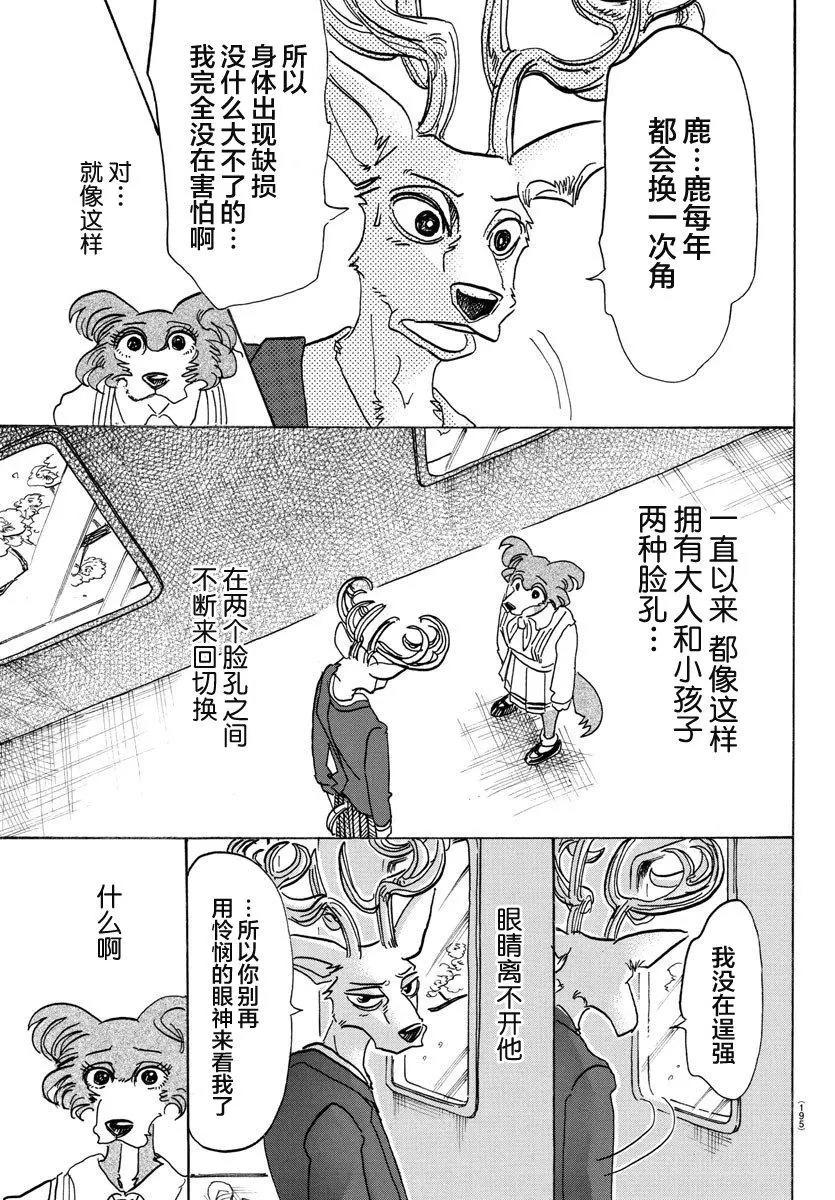 鹿…鹿每年
都会换一次角
所以
身体出现缺损
没什么大不了的…
我完全没在害怕啊
对…
就像这样
一直以来 都像这样
拥有大人和小孩子
两种脸孔…
在两个脸孔之间
不断来回切换
我没在逞强
眼睛离不开他
…所以你别再
用怜悯的眼神来看我了
什么啊
(195)